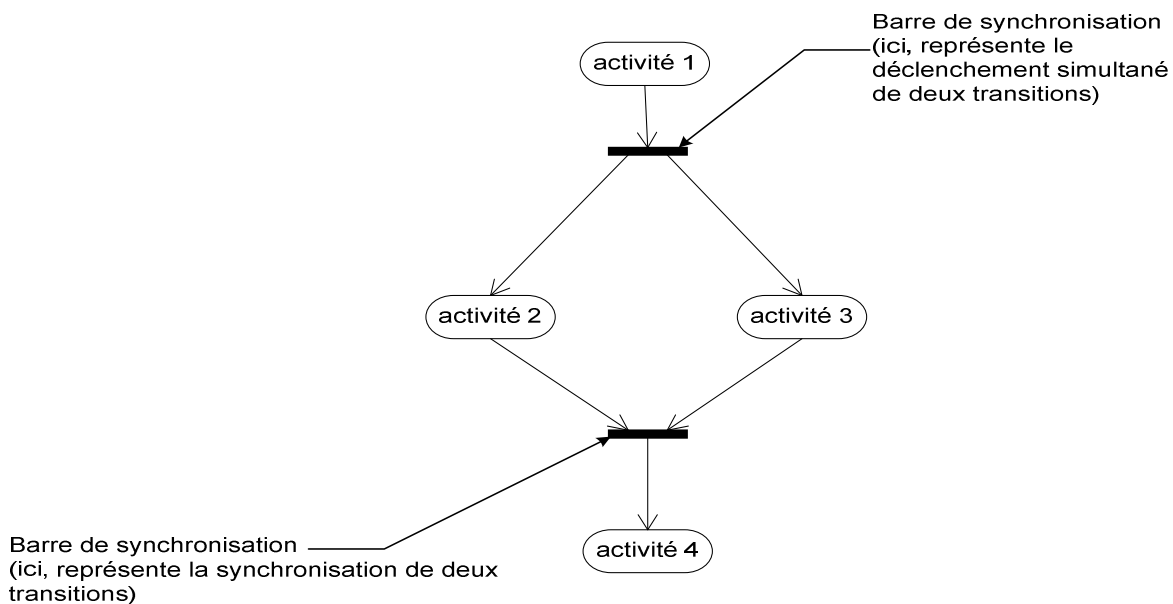 Barre de synchronisation
(ici, représente le
déclenchement simultané
de deux transitions)
activité 1
activité 2
activité 3
activité 4
Barre de synchronisation
(ici, représente la synchronisation de deux
transitions)